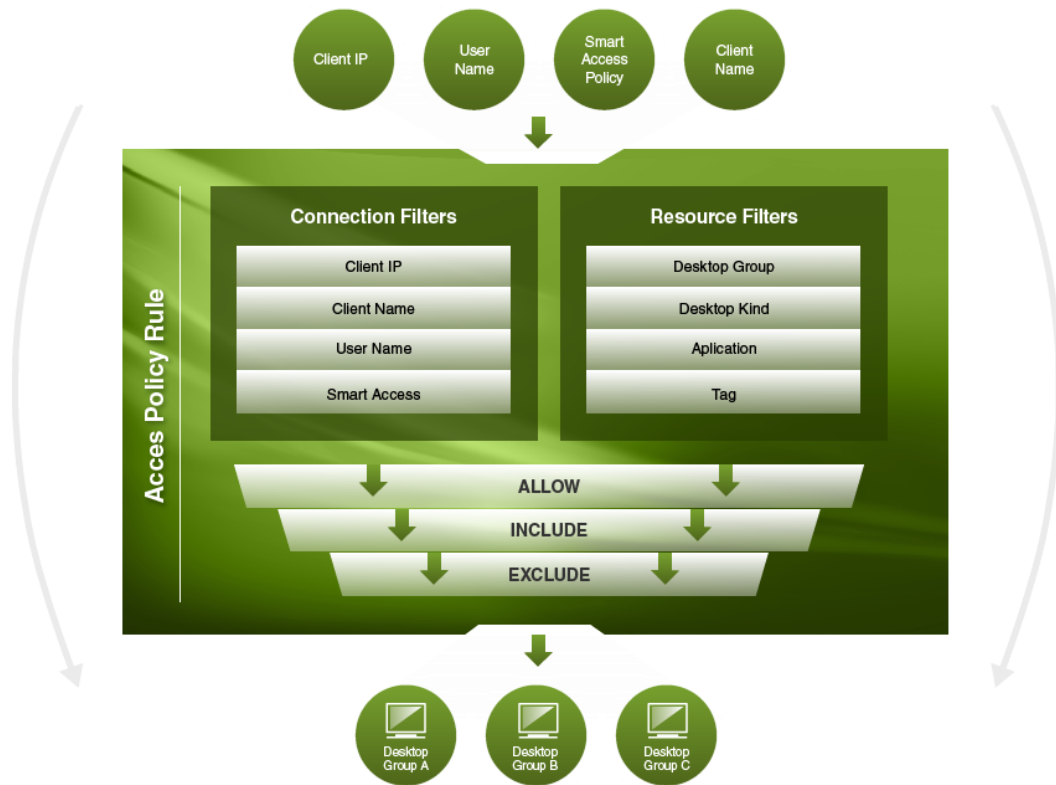 Client IP
User
Name
Smart
Access
Policy
Client
Name
Acces Policy Rule
Connection Filters
Client IP
Client Name
User Name
Smart Access
Resource Filters
Desktop Group
Desktop Kind
Aplication
Tag
ALLOW
INCLUDE
EXCLUDE
Desktop
Group A
Desktop
Group B
Desktop
Group C